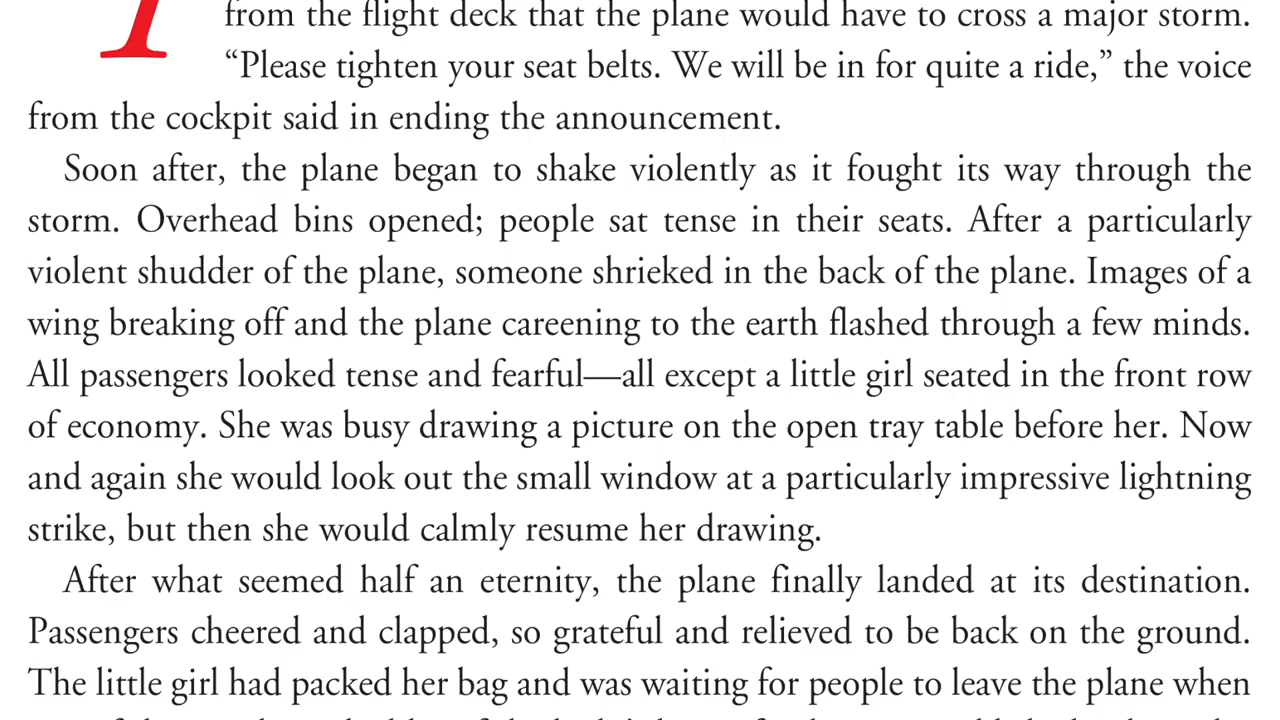 from the flight deck that the plane would have to cross a major storm.
“Please tighten your seat belts. We will be in for quite a ride,” the voice
from the cockpit said in ending the announcement.
Soon after, the plane began to shake violently as it fought its way through the
storm. Overhead bins opened; people sat tense in their seats. After a particularly
violent shudder of the plane, someone shrieked in the back of the plane. Images of a
wing breaking off and the plane careening to the earth flashed through a few minds.
All passengers looked tense and fearful—all except a little girl seated in the front row
of economy. She was busy drawing a picture on the open tray table before her. Now
and again she would look out the small window at a particularly impressive lightning
strike, but then she would calmly resume her drawing.
After what seemed half an eternity, the plane finally landed at its destination.
Passengers cheered and clapped, so grateful and relieved to be back on the ground.
The little girl had packed her bag and was waiting for people to leave the plane when